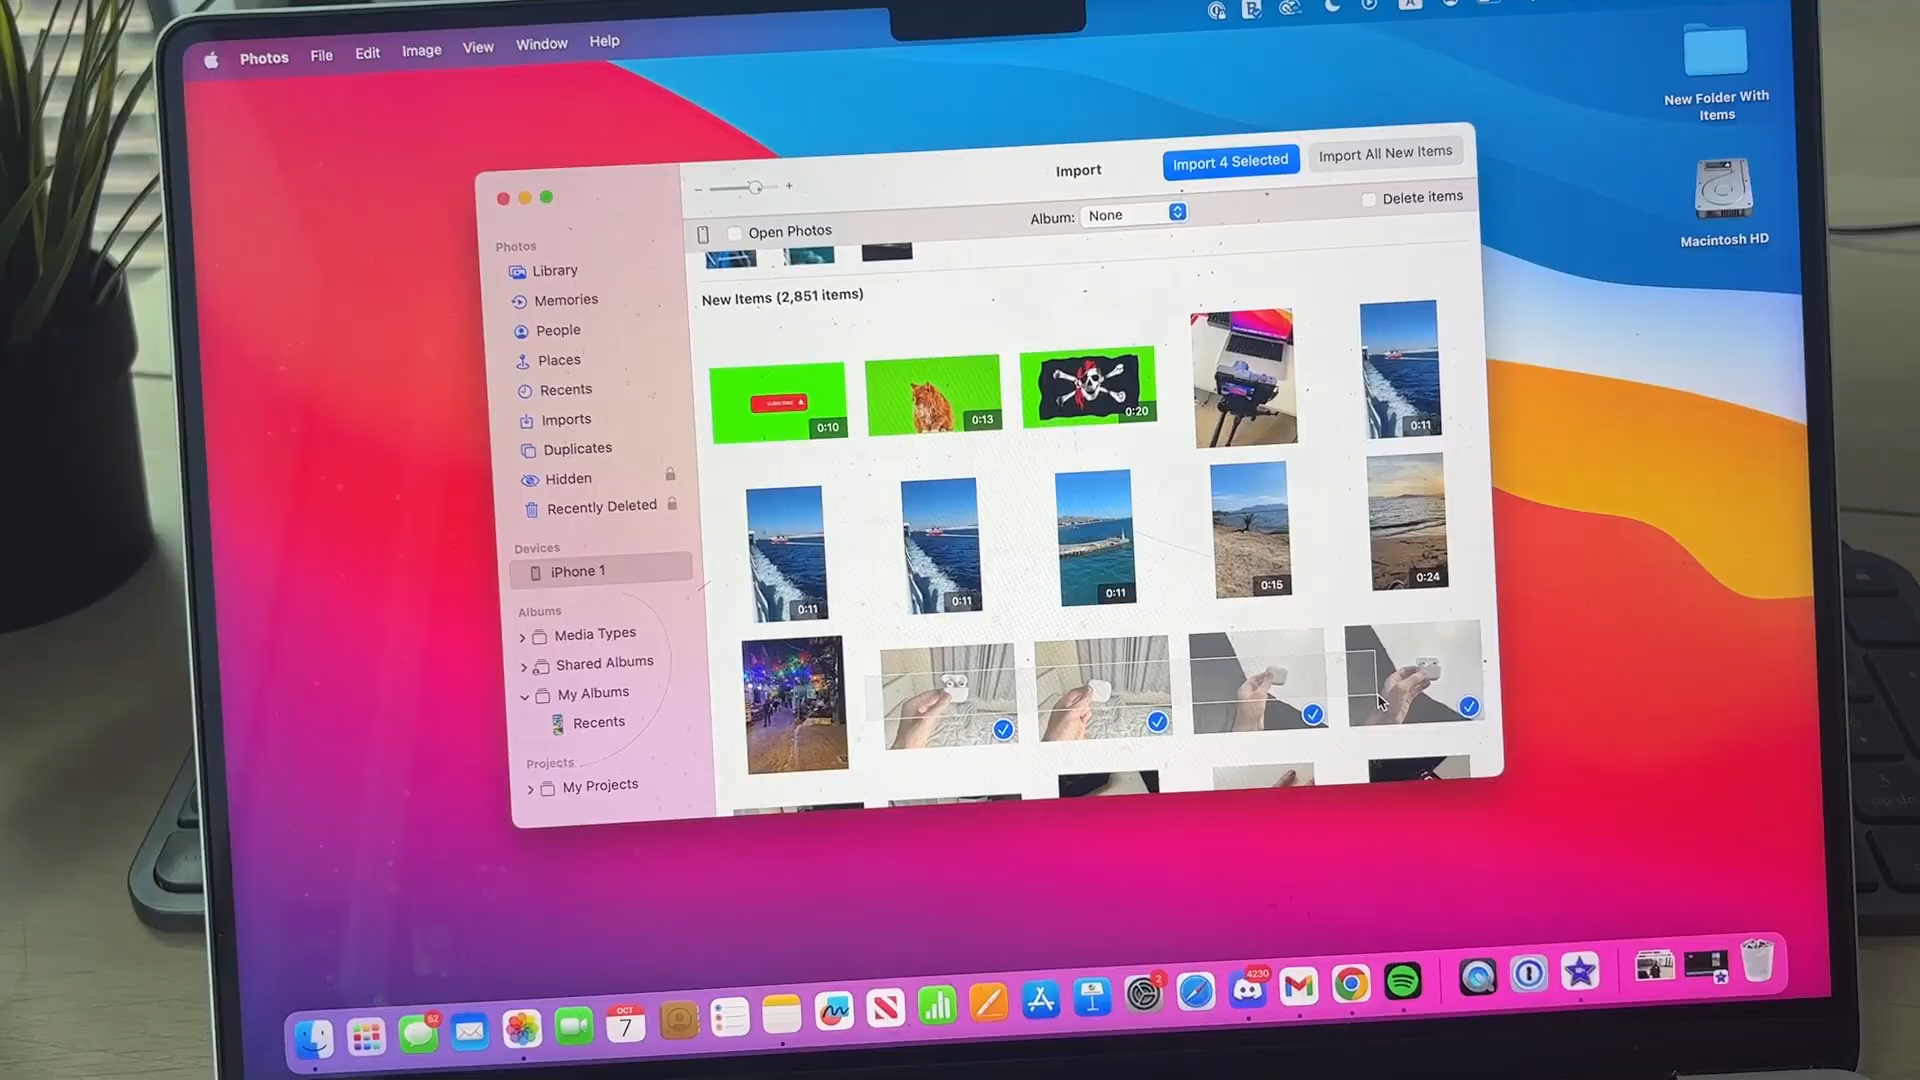 Photos File Edit Image View Window Help
A
New Folder With
Items
Macintosh HD
Import
Import 4 Selected
Import All New Items
Open Photos
Album: None
Delete items
Photos
Library
Memories
People
Places
Recents
Imports
Duplicates
Hidden
Recently Deleted
Devices
iPhone 1
Albums
Media Types
Shared Albums
My Albums
Recents
Projects
My Projects
New Items (2,851 items)
SUBSCRIBE
0:10
0:13
0:20
0:11
0:11
0:11
0:11
0:15
0:24
52
OCT
7
2
4230